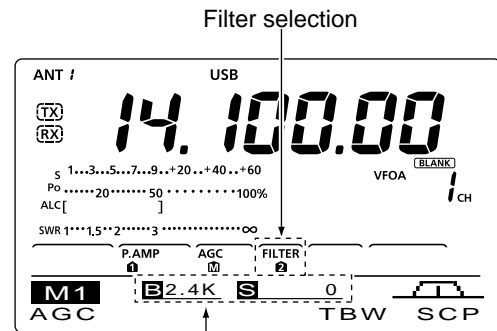 Filter selection
ANT 1 USB
TX
14.100.00
RX
BLANK
S 1••3••5••7••9••+20••+40••+60 VFOA 1 CH
Po ••••••20•••••• 50 •••••••••100%
ALC[ ]
SWR 1•••1.5••2•••••3 •••••••••••••∞
P.AMP AGC FILTER
1 M 2
M1 B 2.4K S 0
AGC TBW SCP